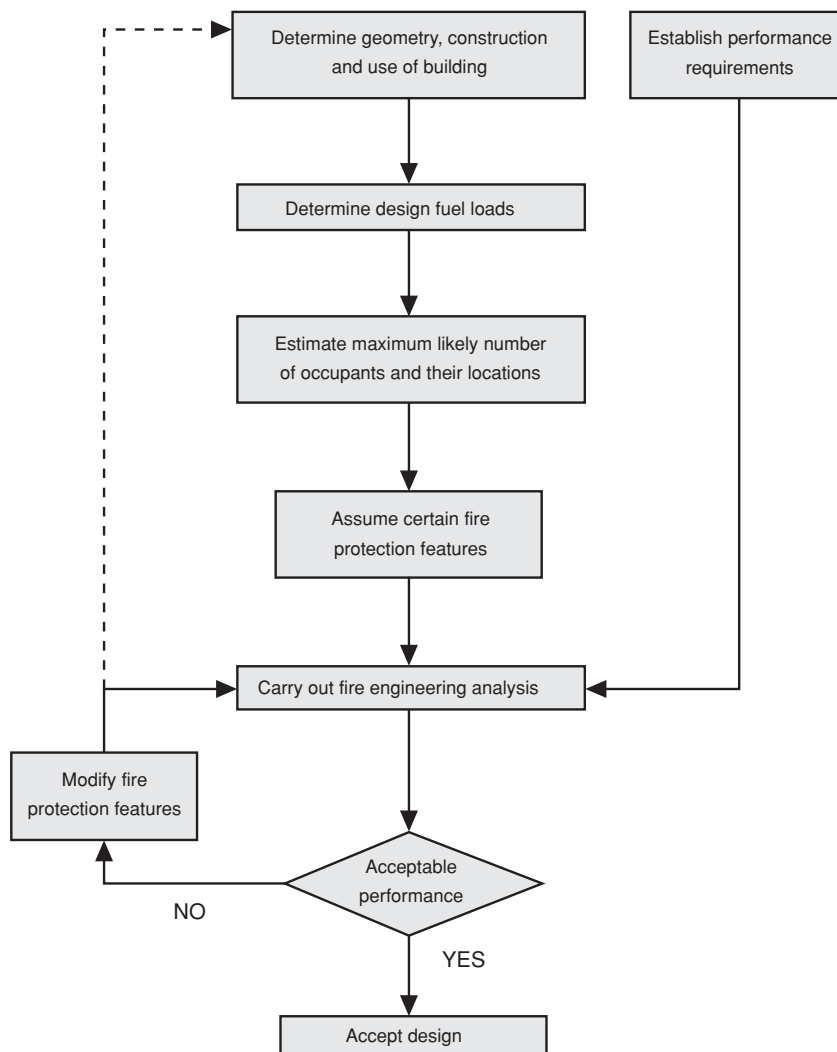 Determine geometry, construction
and use of building
Establish performance
requirements
Determine design fuel loads
Estimate maximum likely number
of occupants and their locations
Assume certain fire
protection features
Carry out fire engineering analysis
Modify fire
protection features
Acceptable
performance
NO
YES
Accept design